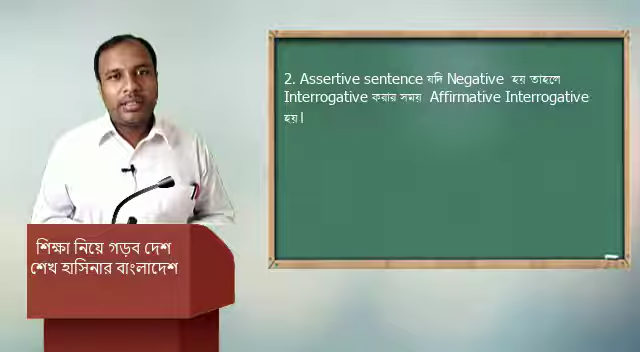 2. Assertive sentence যদি Negative হয় তাহলে
Interrogative করার সময় Affirmative Interrogative
হয়।
শিক্ষা নিয়ে গড়ব দেশ
শেখ হাসিনার বাংলাদেশ